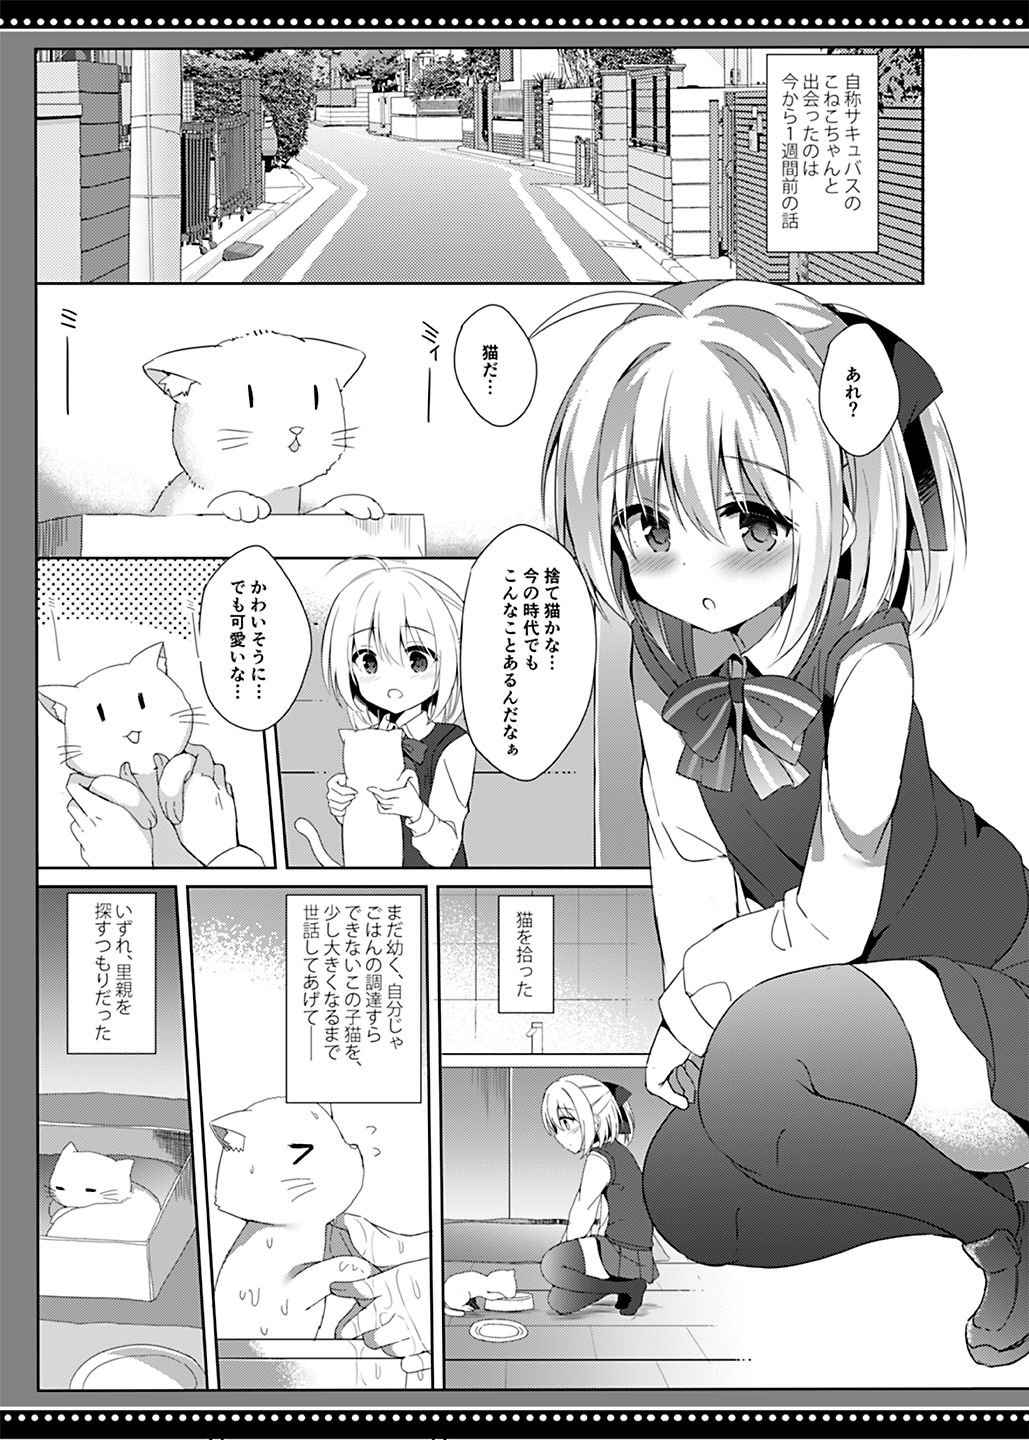 自称サキュバスの
こねこちゃんと
出会ったのは
今から1週間前の話
あれ?
猫だ…
ミィ
ミ
捨て猫かな…
今の時代でも
こんなことあるんだなぁ
かわいそうに…
でも可愛いな…
猫を拾った
まだ幼く、自分じゃ
ごはんの調達すら
できないこの子猫を、
少し大きくなるまで
世話してあげて──
いずれ、里親を
探すつもりだった